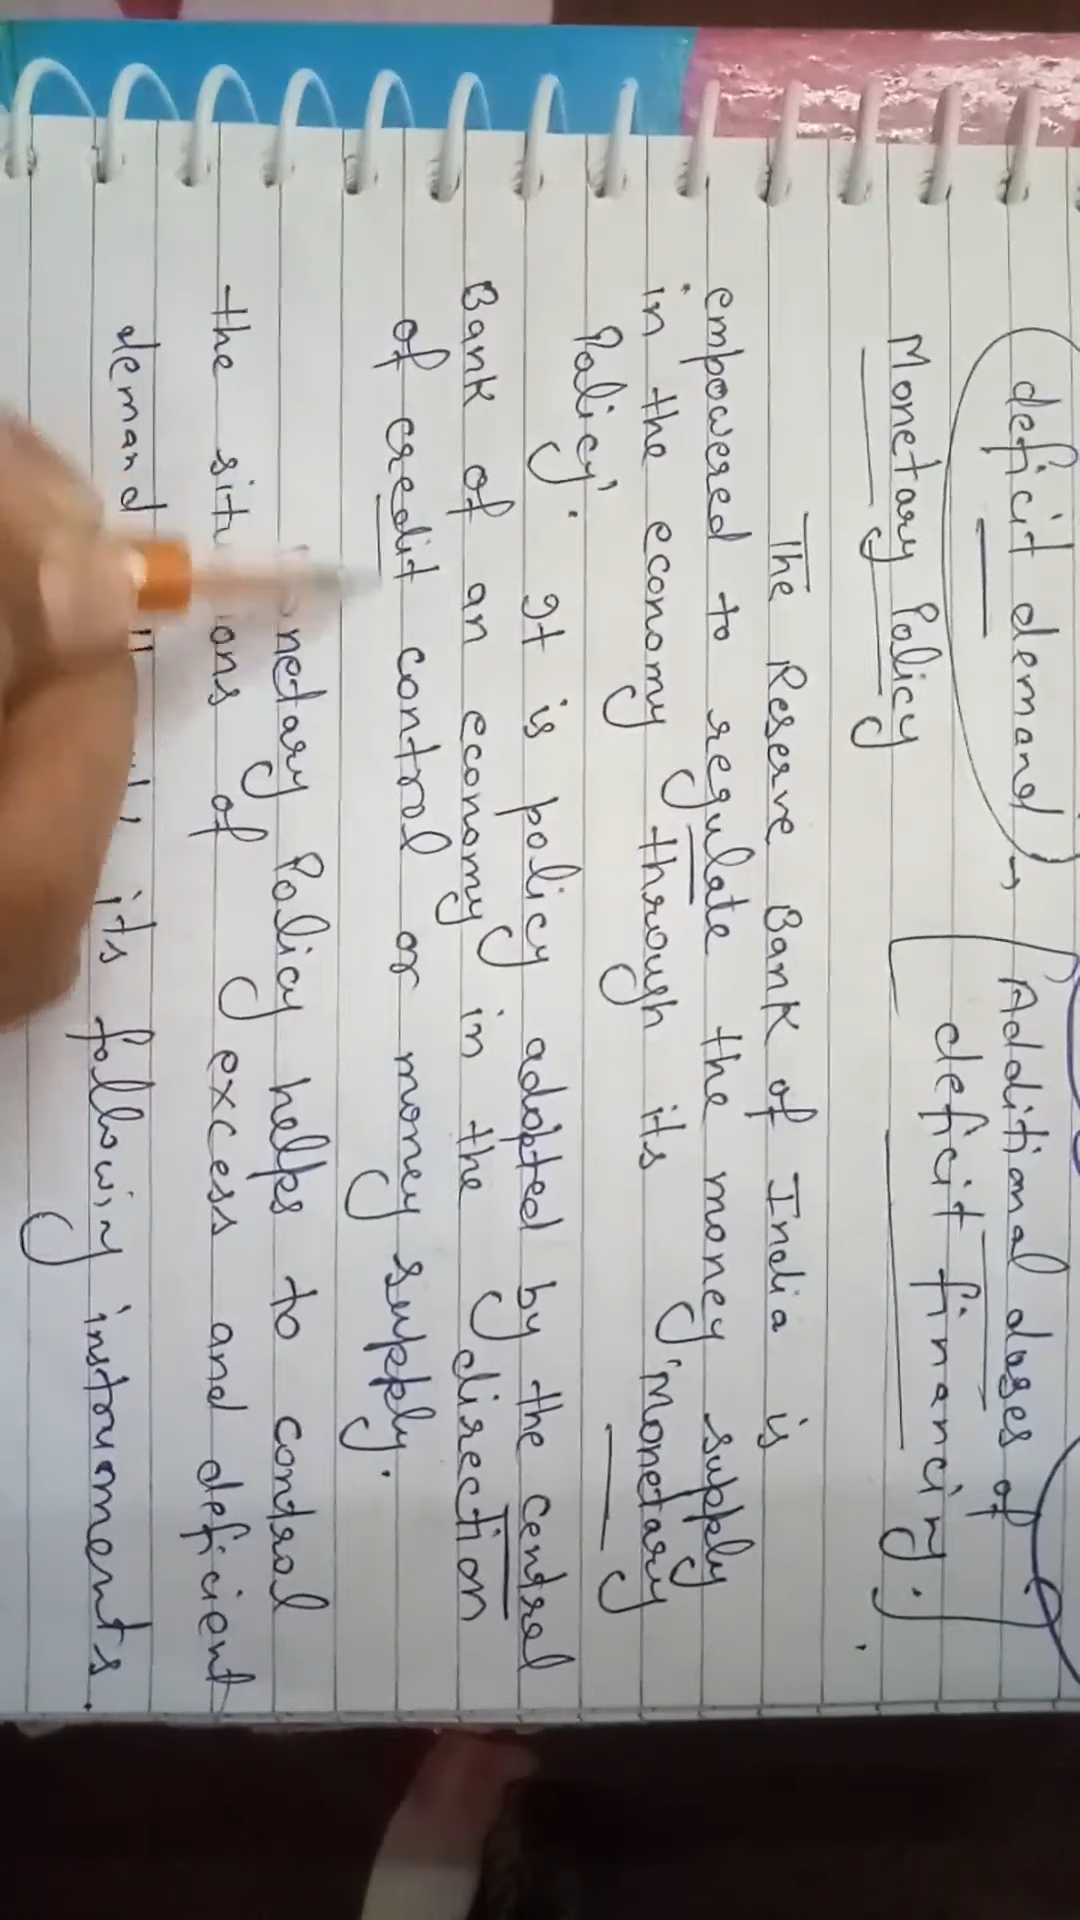 deficit demand) → [Additional doses of
deficit financing.]
Monetary Policy
The Reserve Bank of India is
empowered to regulate the money supply
in the economy through its 'Monetary
Policy'. It is policy adopted by the central
Bank of an economy in the direction
of credit control or money supply.
Policy helps to control
the of excess and deficient
demand its following instruments.